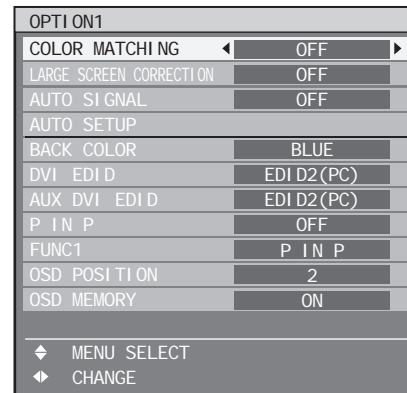 OPTION1
COLOR MATCHING ◀ OFF ▶
LARGE SCREEN CORRECTION OFF
AUTO SIGNAL OFF
AUTO SETUP
BACK COLOR BLUE
DVI EDID EDID2(PC)
AUX DVI EDID EDID2(PC)
P IN P OFF
FUNC1 P IN P
OSD POSITION 2
OSD MEMORY ON
MENU SELECT
CHANGE